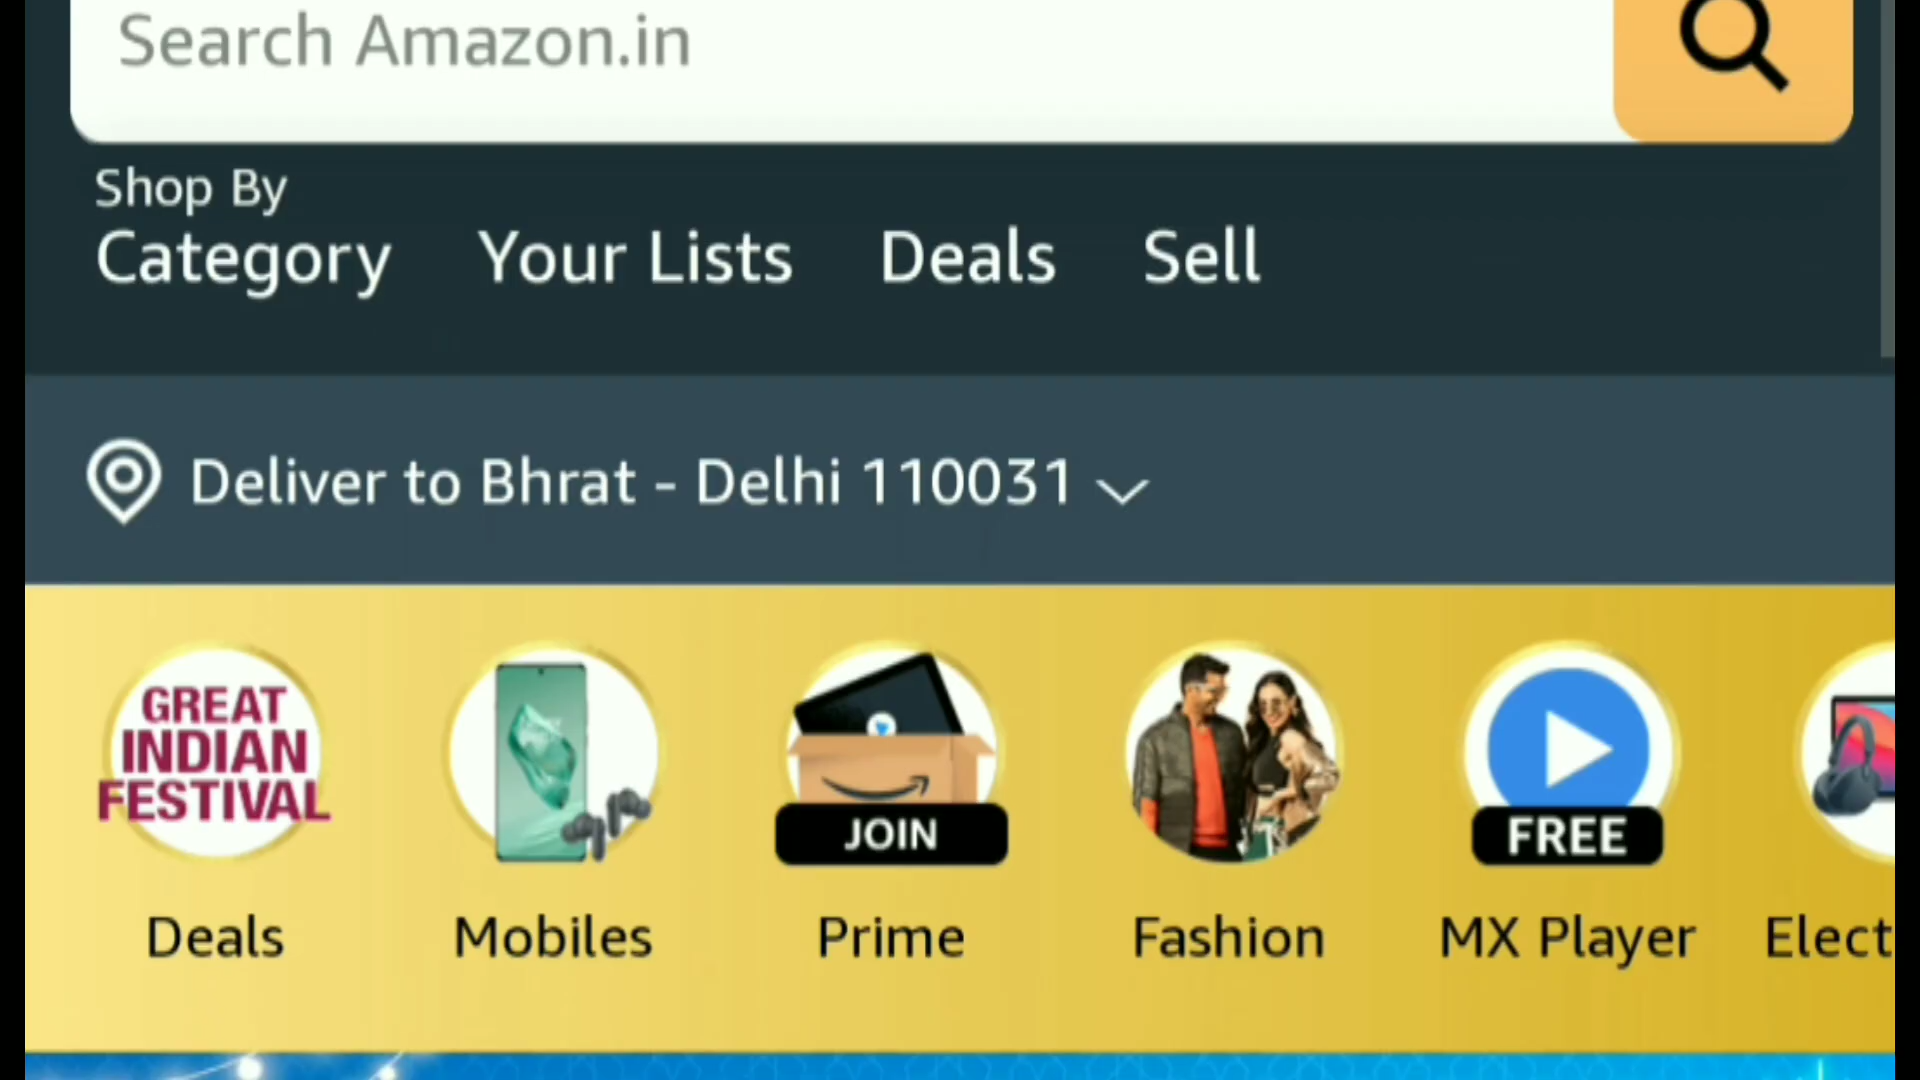 Search Amazon.in
Shop By
Category Your Lists Deals Sell
Deliver to Bhrat - Delhi 110031
GREAT
INDIAN
FESTIVAL
JOIN
FREE
Deals Mobiles Prime Fashion MX Player Elect